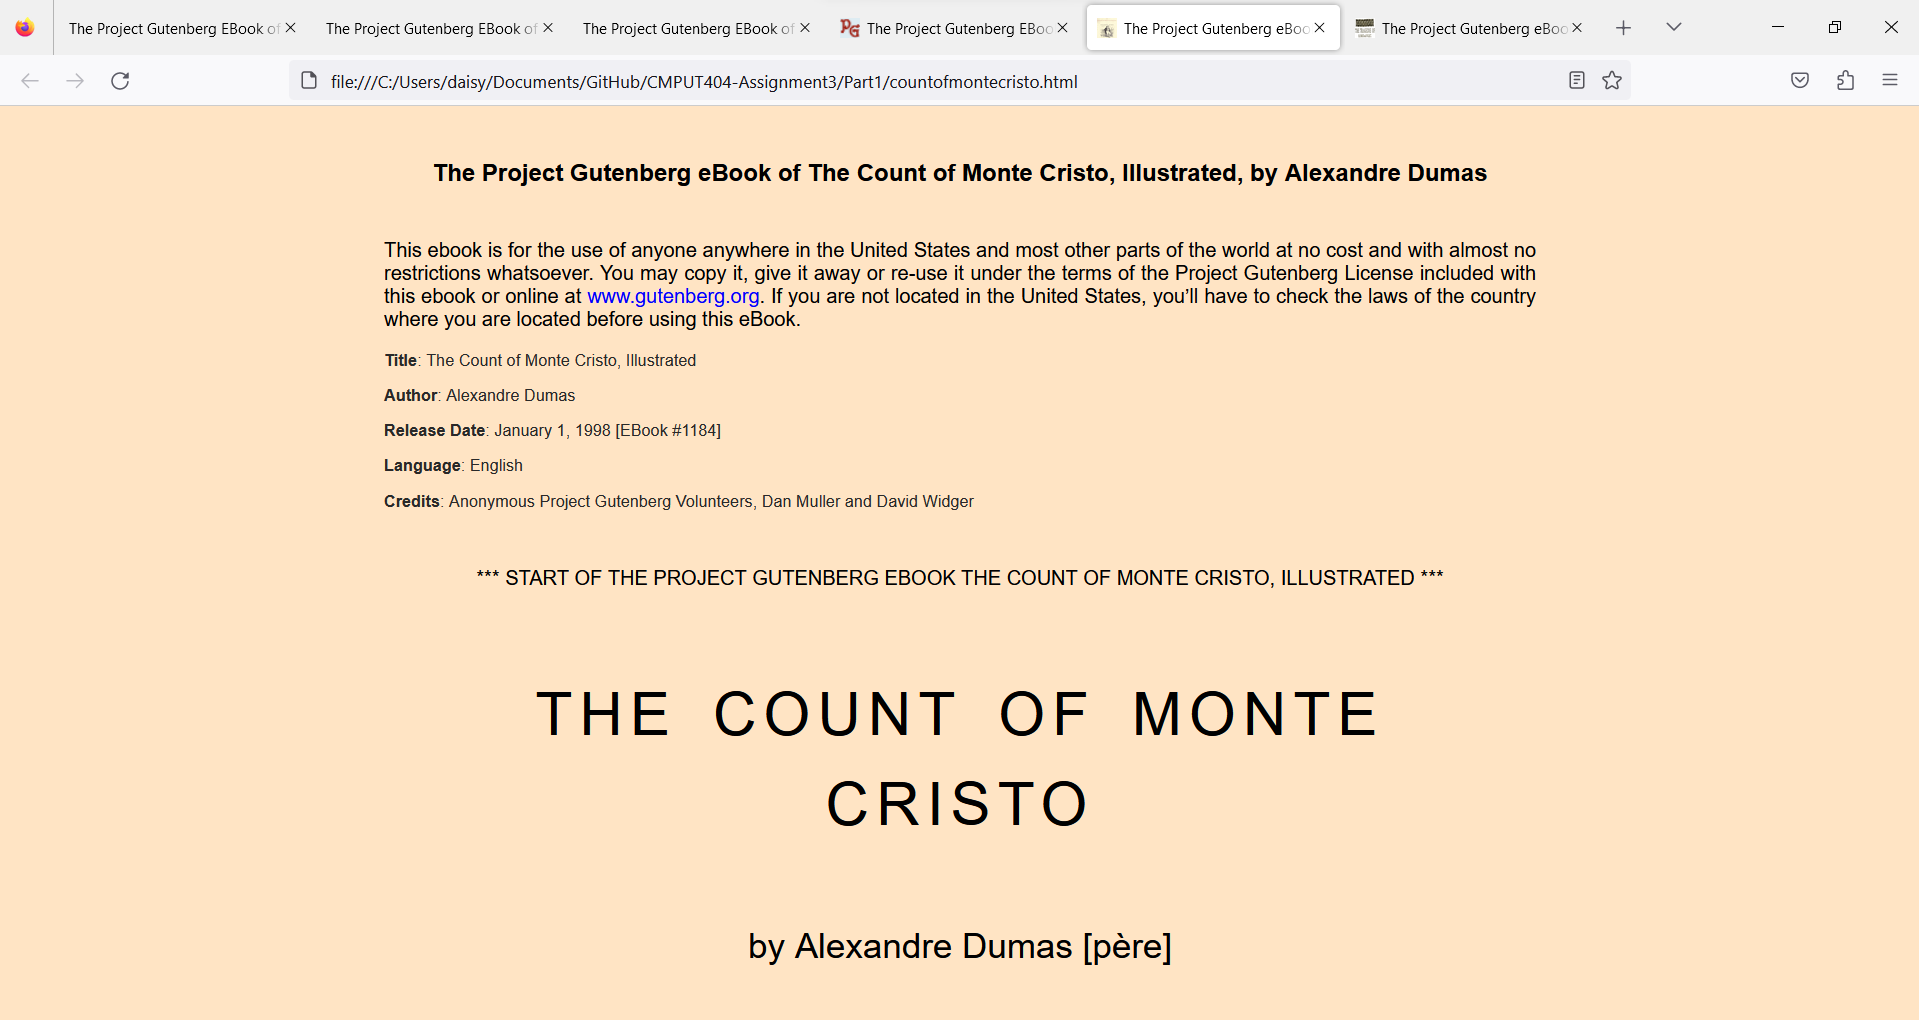 The Project Gutenberg EBook of
The Project Gutenberg EBook of
The Project Gutenberg EBook of
PG The Project Gutenberg EBoo
The Project Gutenberg eBoo
The Project Gutenberg eBoo
file:///C:/Users/daisy/Documents/GitHub/CMPUT404-Assignment3/Part1/countofmontecristo.html
The Project Gutenberg eBook of The Count of Monte Cristo, Illustrated, by Alexandre Dumas
This ebook is for the use of anyone anywhere in the United States and most other parts of the world at no cost and with almost no
restrictions whatsoever. You may copy it, give it away or re-use it under the terms of the Project Gutenberg License included with
this ebook or online at www.gutenberg.org. If you are not located in the United States, you’ll have to check the laws of the country
where you are located before using this eBook.
Title: The Count of Monte Cristo, Illustrated
Author: Alexandre Dumas
Release Date: January 1, 1998 [EBook #1184]
Language: English
Credits: Anonymous Project Gutenberg Volunteers, Dan Muller and David Widger
*** START OF THE PROJECT GUTENBERG EBOOK THE COUNT OF MONTE CRISTO, ILLUSTRATED ***
THE COUNT OF MONTE
CRISTO
by Alexandre Dumas [père]